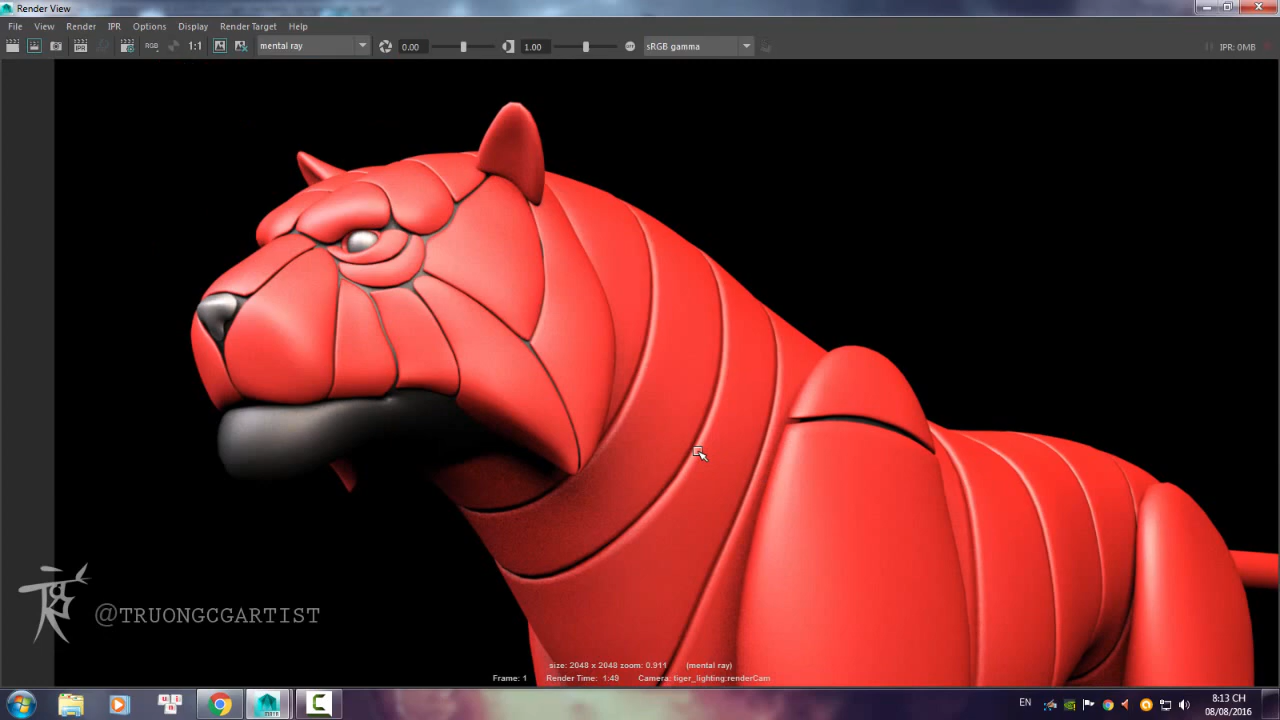 Render View
File View Render IPR Options Display Render Target Help
RGB 1:1 mental ray 0.00 1.00 sRGB gamma IPR: 0MB
@TRUONGCGARTIST
size: 2048 x 2048 zoom: 0.911 (mental ray)
Frame: 1 Render Time: 1:49 Camera: tiger_lighting:renderCam
EN 8:13 CH
08/08/2016